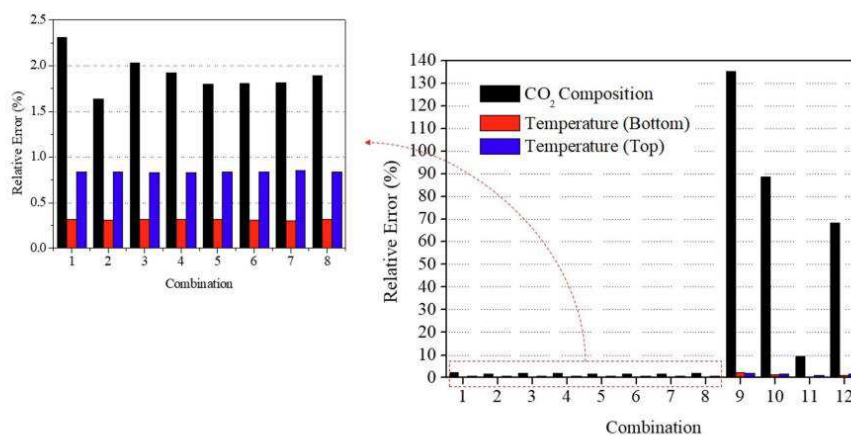 2.5
2.0
1.5
1.0
0.5
0.0
Relative Error (%)
1 2 3 4 5 6 7 8
Combination
140
130
120
110
100
90
80
70
60
50
40
30
20
10
0
Relative Error (%)
CO₂ Composition
Temperature (Bottom)
Temperature (Top)
1 2 3 4 5 6 7 8 9 10 11 12
Combination